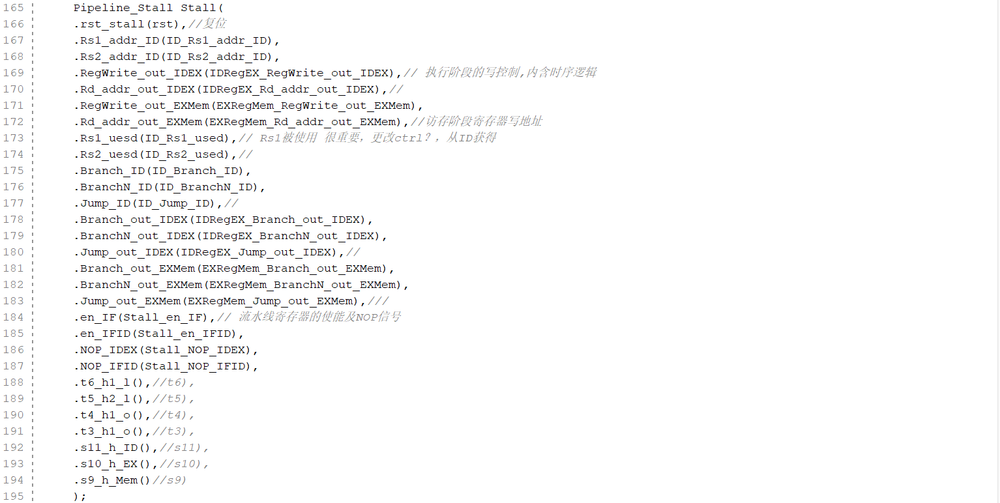 165 Pipeline_Stall Stall(
166 .rst_stall(rst),//复位
167 .Rs1_addr_ID(ID_Rs1_addr_ID),
168 .Rs2_addr_ID(ID_Rs2_addr_ID),
169 .RegWrite_out_IDEX(IDRegEX_RegWrite_out_IDEX),// 执行阶段的写控制,内含时序逻辑
170 .Rd_addr_out_IDEX(IDRegEX_Rd_addr_out_IDEX),//
171 .RegWrite_out_EXMem(EXRegMem_RegWrite_out_EXMem),
172 .Rd_addr_out_EXMem(EXRegMem_Rd_addr_out_EXMem),//访存阶段寄存器写地址
173 .Rs1_uesd(ID_Rs1_used),// Rs1被使用 很重要，更改ctrl？，从ID获得
174 .Rs2_uesd(ID_Rs2_used),//
175 .Branch_ID(ID_Branch_ID),
176 .BranchN_ID(ID_BranchN_ID),
177 .Jump_ID(ID_Jump_ID),//
178 .Branch_out_IDEX(IDRegEX_Branch_out_IDEX),
179 .BranchN_out_IDEX(IDRegEX_BranchN_out_IDEX),
180 .Jump_out_IDEX(IDRegEX_Jump_out_IDEX),//
181 .Branch_out_EXMem(EXRegMem_Branch_out_EXMem),
182 .BranchN_out_EXMem(EXRegMem_BranchN_out_EXMem),
183 .Jump_out_EXMem(EXRegMem_Jump_out_EXMem),///
184 .en_IF(Stall_en_IF),// 流水线寄存器的使能及NOP信号
185 .en_IFID(Stall_en_IFID),
186 .NOP_IDEX(Stall_NOP_IDEX),
187 .NOP_IFID(Stall_NOP_IFID),
188 .t6_h1_l(),//t6),
189 .t5_h2_l(),//t5),
190 .t4_h1_o(),//t4),
191 .t3_h1_o(),//t3),
192 .s11_h_ID(),//s11),
193 .s10_h_EX(),//s10),
194 .s9_h_Mem()//s9)
195 );